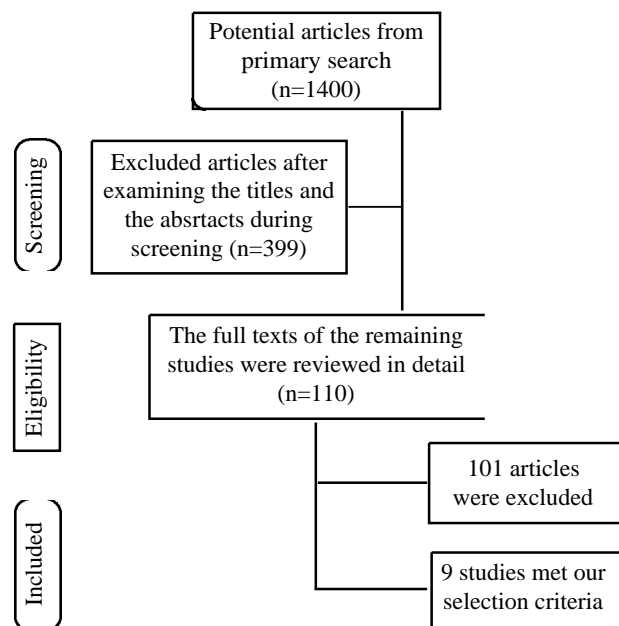 Potential articles from
primary search
(n=1400)
Screening
Excluded articles after
examining the titles and
the absrtacts during
screening (n=399)
Eligibility
The full texts of the remaining
studies were reviewed in detail
(n=110)
101 articles
were excluded
Included
9 studies met our
selection criteria